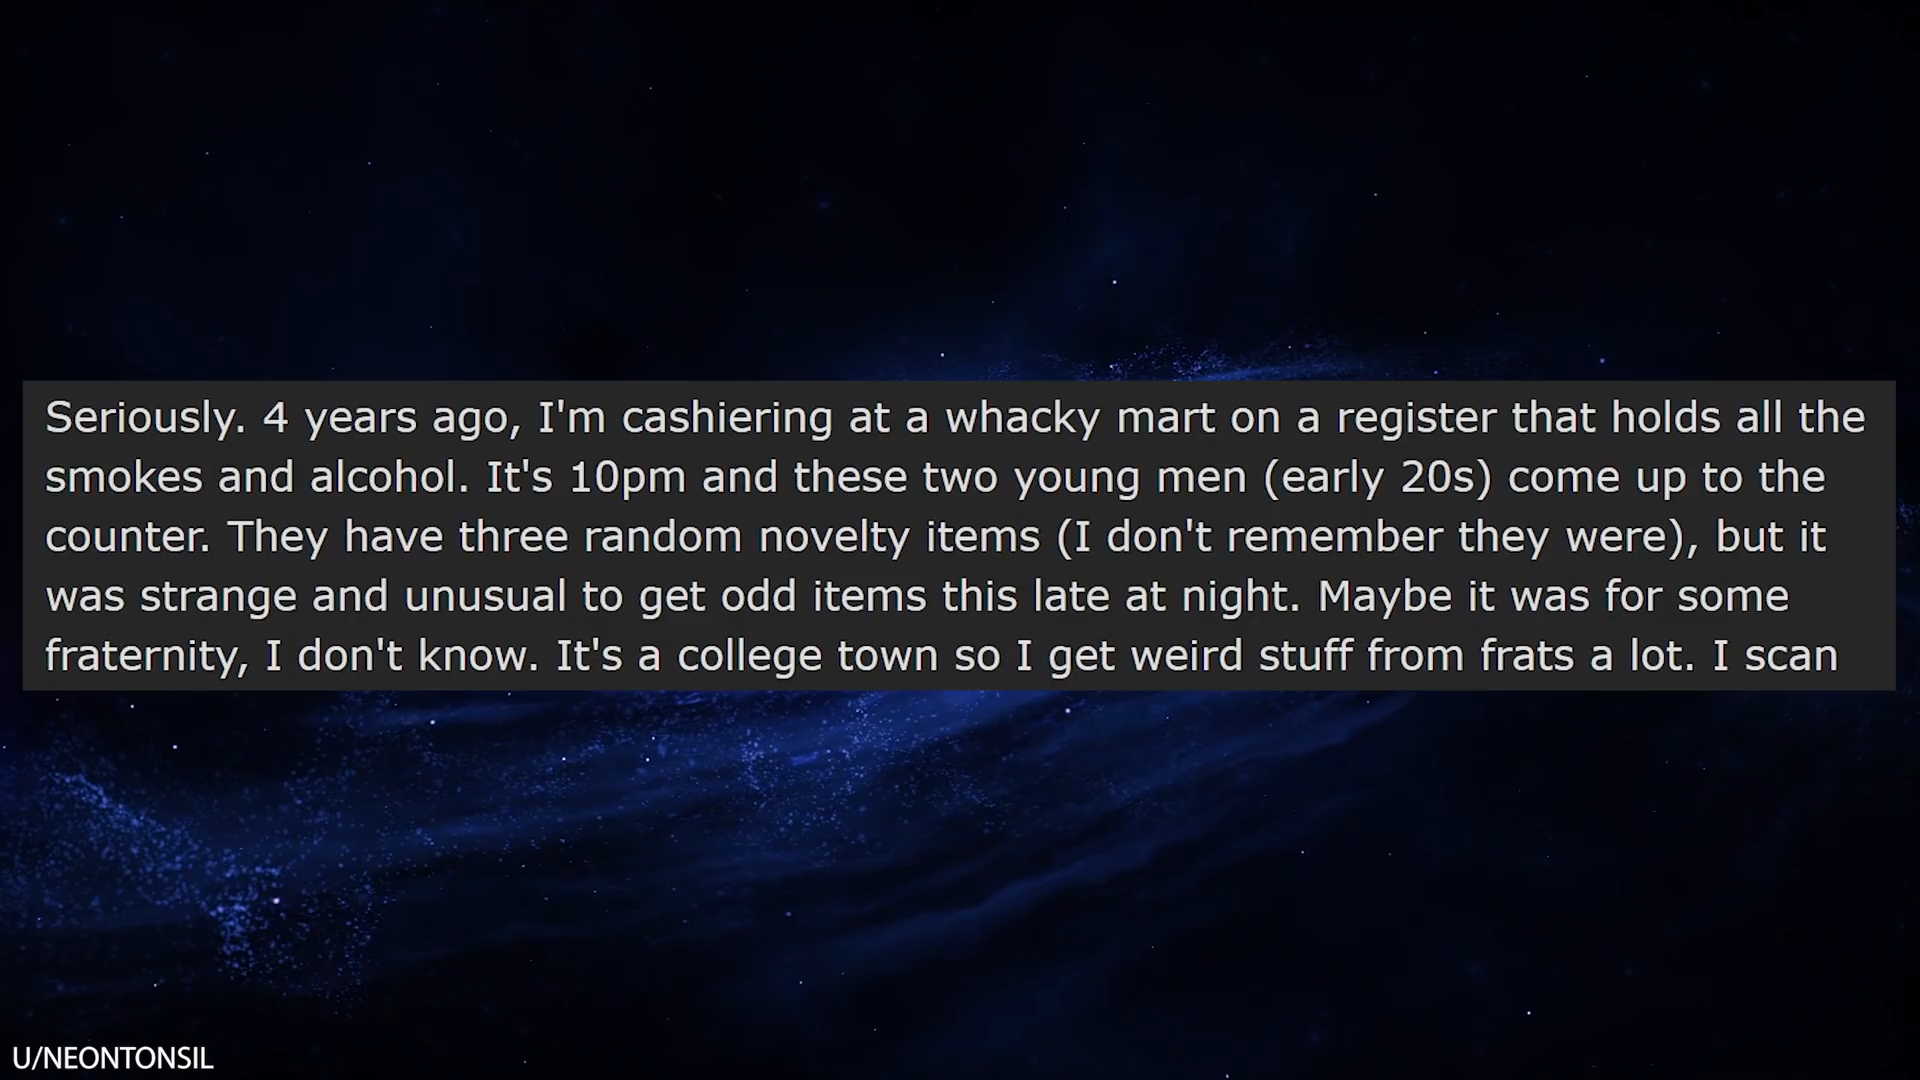 Seriously. 4 years ago, I'm cashiering at a whacky mart on a register that holds all the
smokes and alcohol. It's 10pm and these two young men (early 20s) come up to the
counter. They have three random novelty items (I don't remember they were), but it
was strange and unusual to get odd items this late at night. Maybe it was for some
fraternity, I don't know. It's a college town so I get weird stuff from frats a lot. I scan
U/NEONTONSIL